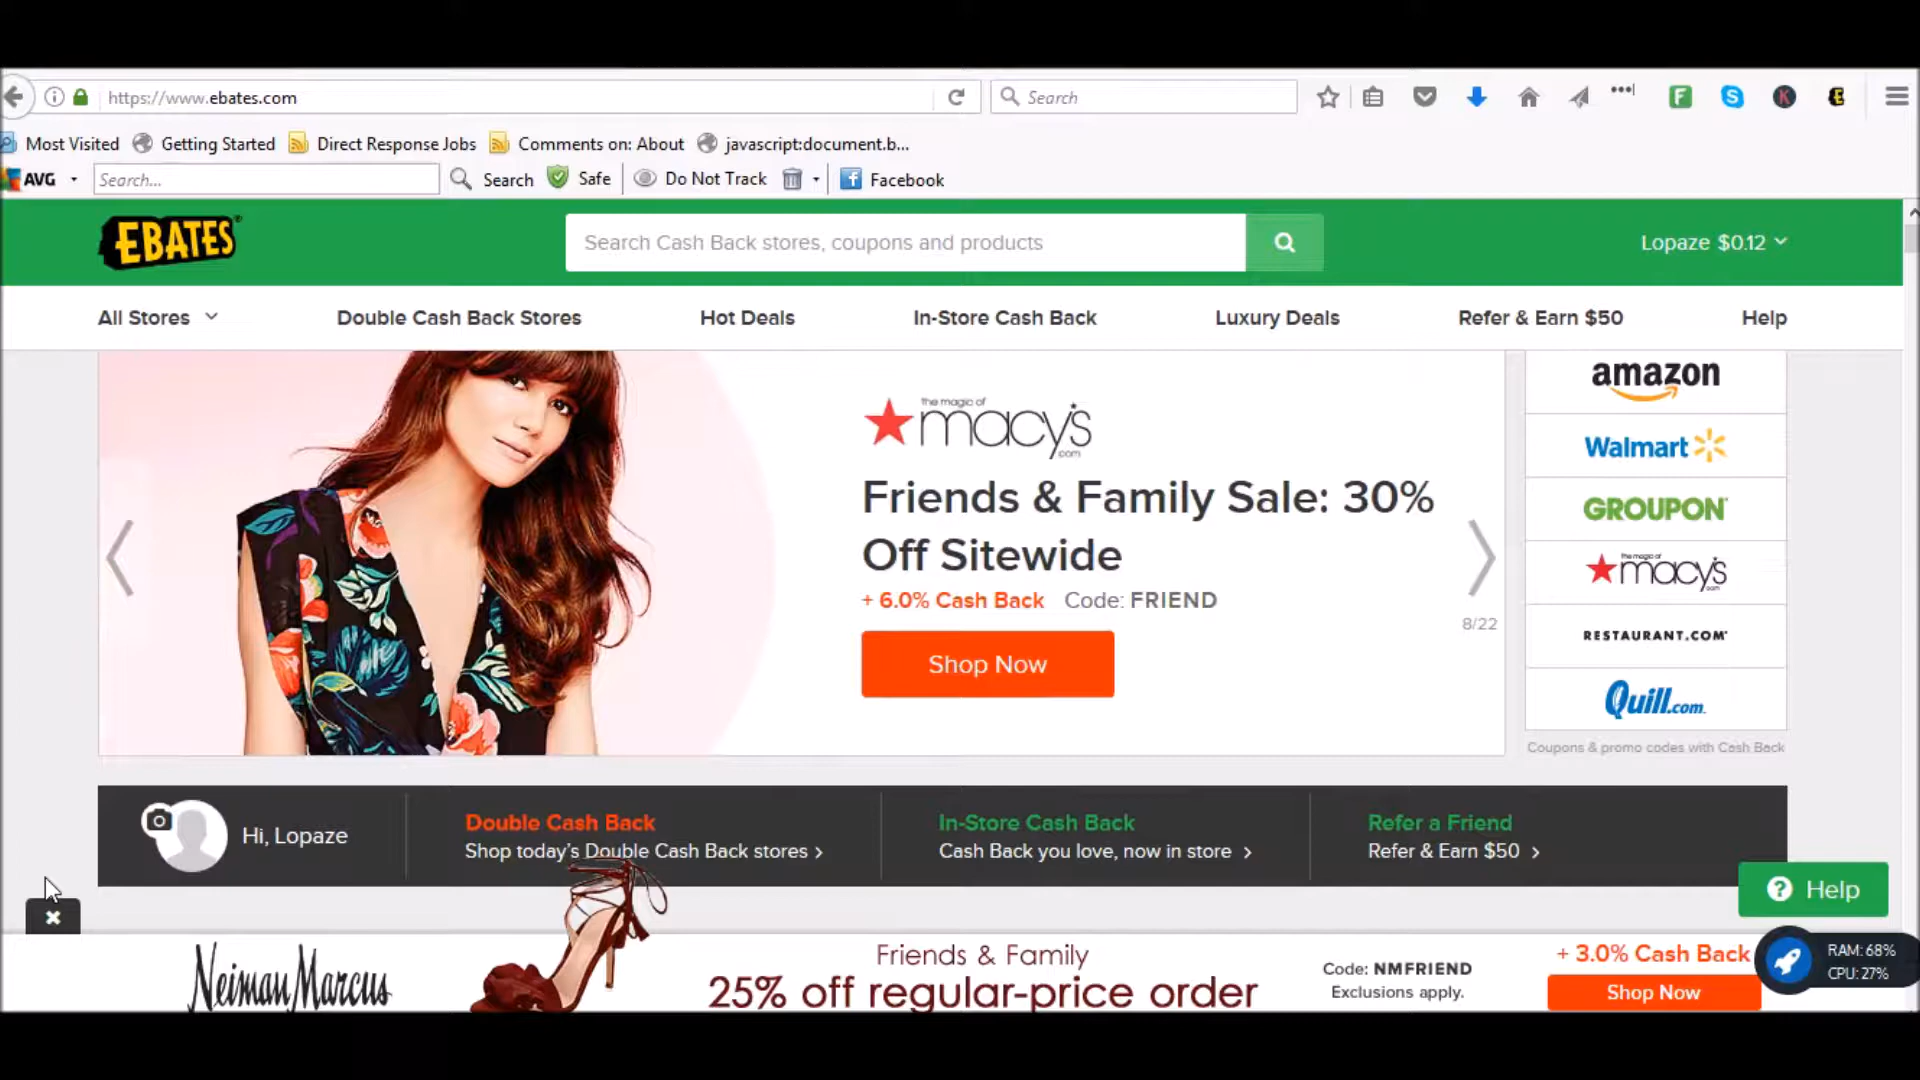 https://www.ebates.com
Search
Most Visited
Getting Started
Direct Response Jobs
Comments on: About
javascript:document.b...
AVG
Search...
Search
Safe
Do Not Track
Facebook
EBATES
Search Cash Back stores, coupons and products
Lopaze $0.12
All Stores
Double Cash Back Stores
Hot Deals
In-Store Cash Back
Luxury Deals
Refer & Earn $50
Help
the magic of
macy's
.com
Friends & Family Sale: 30%
Off Sitewide
+ 6.0% Cash Back Code: FRIEND
Shop Now
8/22
amazon
Walmart
GROUPON
the magic of
macy's
RESTAURANT.COM
Quill.com
Coupons & promo codes with Cash Back
Hi, Lopaze
Double Cash Back
Shop today's Double Cash Back stores >
In-Store Cash Back
Cash Back you love, now in store >
Refer a Friend
Refer & Earn $50 >
Help
Neiman Marcus
Friends & Family
25% off regular-price order
Code: NMFRIEND
Exclusions apply.
+ 3.0% Cash Back
Shop Now
RAM: 68%
CPU: 27%